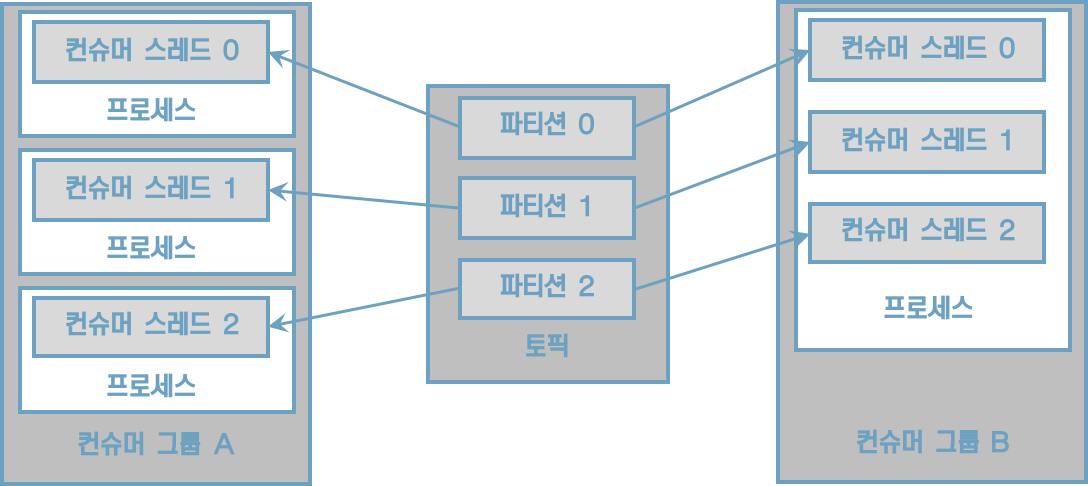 컨슈머 스레드 0
프로세스
컨슈머 스레드 1
프로세스
컨슈머 스레드 2
프로세스
컨슈머 그룹 A
파티션 0
파티션 1
파티션 2
토픽
컨슈머 스레드 0
컨슈머 스레드 1
컨슈머 스레드 2
프로세스
컨슈머 그룹 B